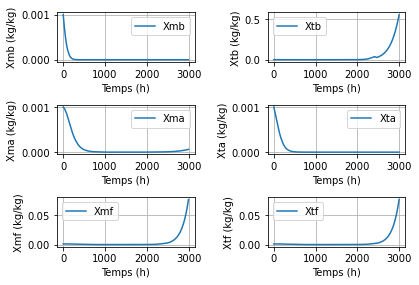 Xmb (kg/kg)
0.001
0.000
Xmb
0 1000 2000 3000
Temps (h)
Xtb (kg/kg)
0.5
0.0
Xtb
0 1000 2000 3000
Temps (h)
Xma (kg/kg)
0.001
0.000
Xma
0 1000 2000 3000
Temps (h)
Xta (kg/kg)
0.001
0.000
Xta
0 1000 2000 3000
Temps (h)
Xmf (kg/kg)
0.05
0.00
Xmf
0 1000 2000 3000
Temps (h)
Xtf (kg/kg)
0.05
0.00
Xtf
0 1000 2000 3000
Temps (h)